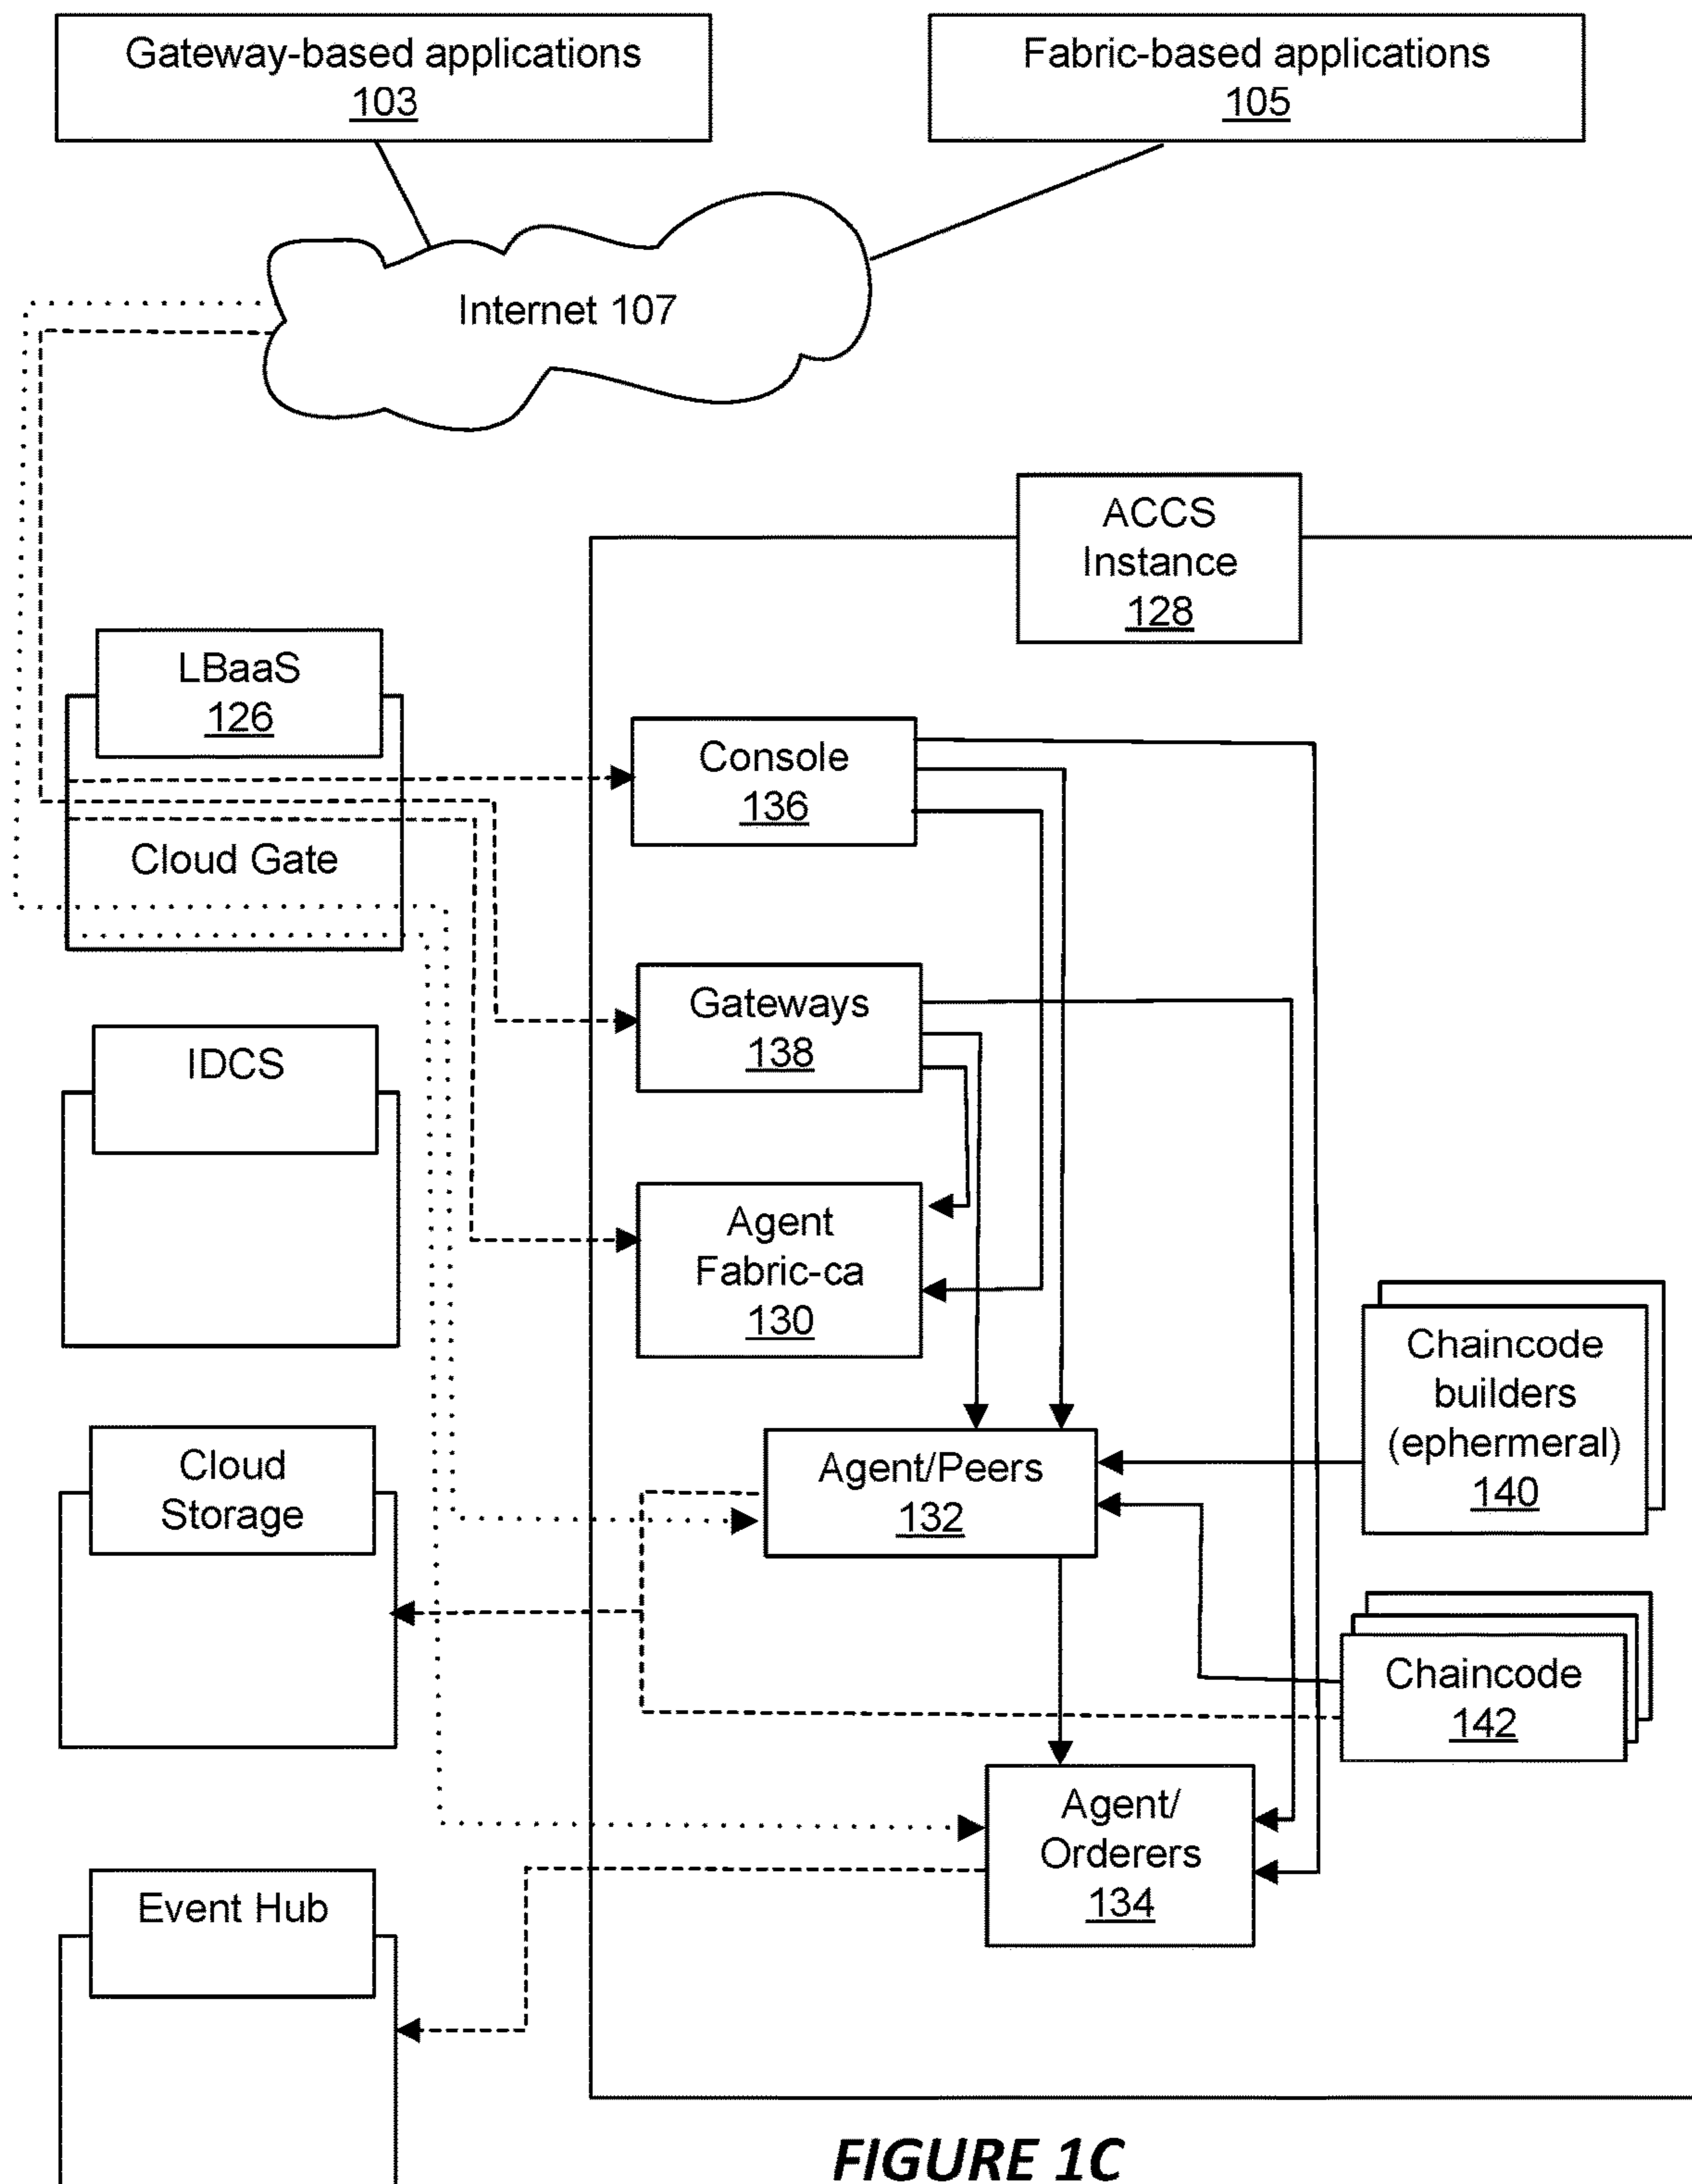 Gateway-based applications
103
Fabric-based applications
105
Internet 107
ACCS
Instance
128
LBaaS
126
Cloud Gate
Console
136
Gateways
138
IDCS
Agent
Fabric-ca
130
Chaincode
builders
(ephermeral)
140
Cloud
Storage
Agent/Peers
132
Chaincode
142
Agent/
Orderers
134
Event Hub
FIGURE 1C